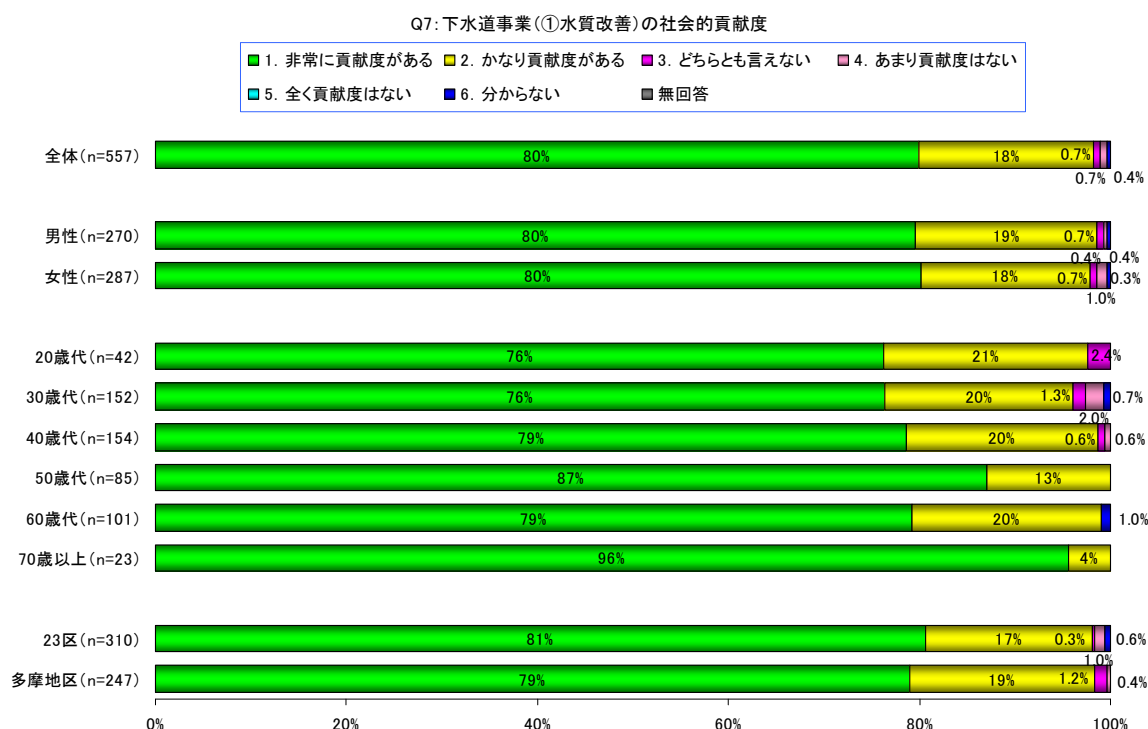 Q7:下水道事業(①水質改善)の社会的貢献度
1. 非常に貢献度がある 2. かなり貢献度がある 3. どちらとも言えない 4. あまり貢献度はない
5. 全く貢献度はない 6. 分からない 無回答
全体(n=557) 80% 18% 0.7%
0.7% 0.4%
男性(n=270) 80% 19% 0.7%
0.4% 0.4%
女性(n=287) 80% 18% 0.7% 0.3%
1.0%
20歳代(n=42) 76% 21% 2.4%
30歳代(n=152) 76% 20% 1.3% 0.7%
2.0%
40歳代(n=154) 79% 20% 0.6% 0.6%
50歳代(n=85) 87% 13%
60歳代(n=101) 79% 20% 1.0%
70歳以上(n=23) 96% 4%
23区(n=310) 81% 17% 0.3% 0.6%
1.0%
多摩地区(n=247) 79% 19% 1.2% 0.4%
0% 20% 40% 60% 80% 100%